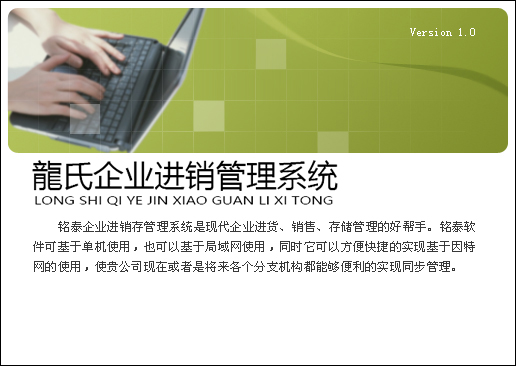 Version 1.0
龍氏企业进销管理系统
LONG SHI QI YE JIN XIAO GUAN LI XI TONG
铭泰企业进销存管理系统是现代企业进货、销售、存储管理的好帮手。铭泰软
件可基于单机使用，也可以基于局域网使用，同时它可以方便快捷的实现基于因特
网的使用，使贵公司现在或者是将来各个分支机构都能够便利的实现同步管理。